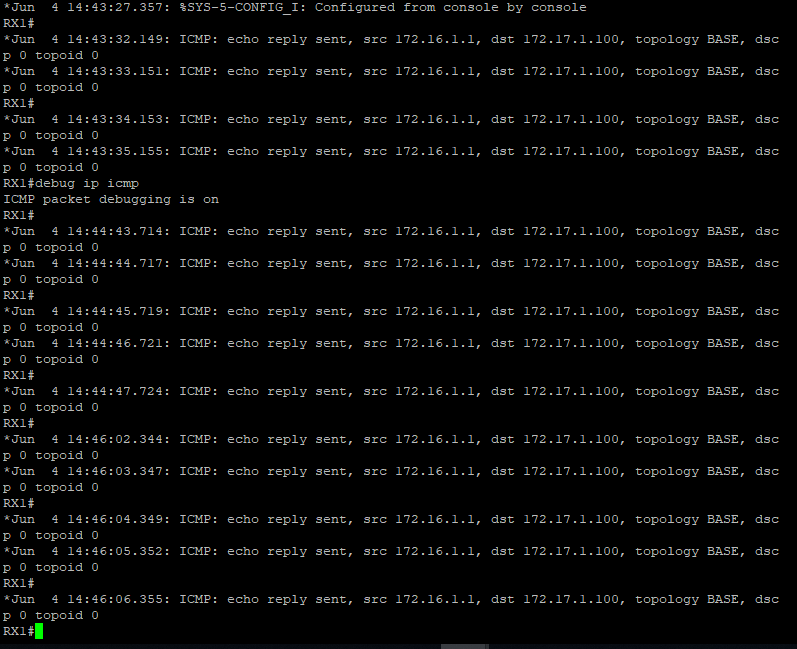 *Jun  4 14:43:27.357: %SYS-5-CONFIG_I: Configured from console by console
RX1#
*Jun  4 14:43:32.149: ICMP: echo reply sent, src 172.16.1.1, dst 172.17.1.100, topology BASE, dsc
p 0 topoid 0
*Jun  4 14:43:33.151: ICMP: echo reply sent, src 172.16.1.1, dst 172.17.1.100, topology BASE, dsc
p 0 topoid 0
RX1#
*Jun  4 14:43:34.153: ICMP: echo reply sent, src 172.16.1.1, dst 172.17.1.100, topology BASE, dsc
p 0 topoid 0
*Jun  4 14:43:35.155: ICMP: echo reply sent, src 172.16.1.1, dst 172.17.1.100, topology BASE, dsc
p 0 topoid 0
RX1#debug ip icmp
ICMP packet debugging is on
RX1#
*Jun  4 14:44:43.714: ICMP: echo reply sent, src 172.16.1.1, dst 172.17.1.100, topology BASE, dsc
p 0 topoid 0
*Jun  4 14:44:44.717: ICMP: echo reply sent, src 172.16.1.1, dst 172.17.1.100, topology BASE, dsc
p 0 topoid 0
RX1#
*Jun  4 14:44:45.719: ICMP: echo reply sent, src 172.16.1.1, dst 172.17.1.100, topology BASE, dsc
p 0 topoid 0
*Jun  4 14:44:46.721: ICMP: echo reply sent, src 172.16.1.1, dst 172.17.1.100, topology BASE, dsc
p 0 topoid 0
RX1#
*Jun  4 14:44:47.724: ICMP: echo reply sent, src 172.16.1.1, dst 172.17.1.100, topology BASE, dsc
p 0 topoid 0
RX1#
*Jun  4 14:46:02.344: ICMP: echo reply sent, src 172.16.1.1, dst 172.17.1.100, topology BASE, dsc
p 0 topoid 0
*Jun  4 14:46:03.347: ICMP: echo reply sent, src 172.16.1.1, dst 172.17.1.100, topology BASE, dsc
p 0 topoid 0
RX1#
*Jun  4 14:46:04.349: ICMP: echo reply sent, src 172.16.1.1, dst 172.17.1.100, topology BASE, dsc
p 0 topoid 0
*Jun  4 14:46:05.352: ICMP: echo reply sent, src 172.16.1.1, dst 172.17.1.100, topology BASE, dsc
p 0 topoid 0
RX1#
*Jun  4 14:46:06.355: ICMP: echo reply sent, src 172.16.1.1, dst 172.17.1.100, topology BASE, dsc
p 0 topoid 0
RX1#